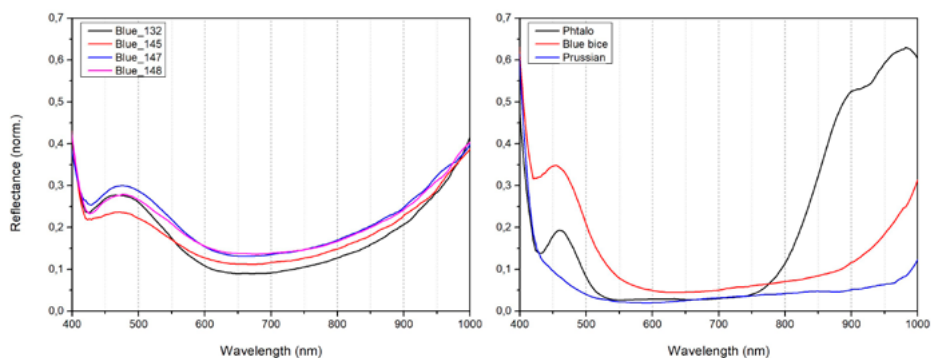 0,7
0,6
0,5
0,4
0,3
0,2
0,1
0,0
Reflectance (norm.)
Blue_132
Blue_145
Blue_147
Blue_148
400 500 600 700 800 900 1000
Wavelength (nm)
0,7
0,6
0,5
0,4
0,3
0,2
0,1
0,0
Phtalo
Blue bice
Prussian
400 500 600 700 800 900 1000
Wavelength (nm)